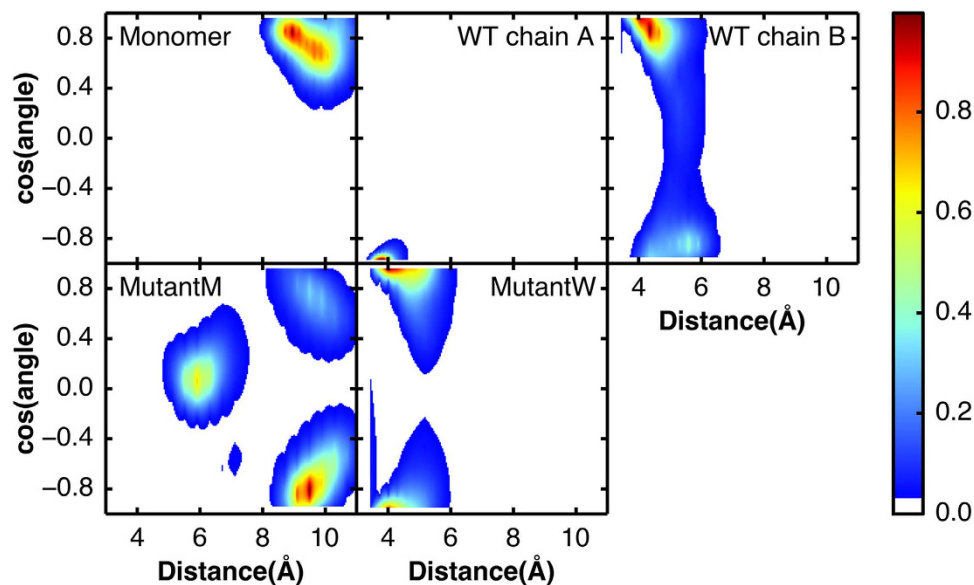 Monomer
WT chain A
WT chain B
MutantM
MutantW
cos(angle)
0.8
0.4
0.0
−0.4
−0.8
cos(angle)
0.8
0.4
0.0
−0.4
−0.8
4 6 8 10
Distance(Å)
4 6 8 10
Distance(Å)
4 6 8 10
Distance(Å)
0.8
0.6
0.4
0.2
0.0